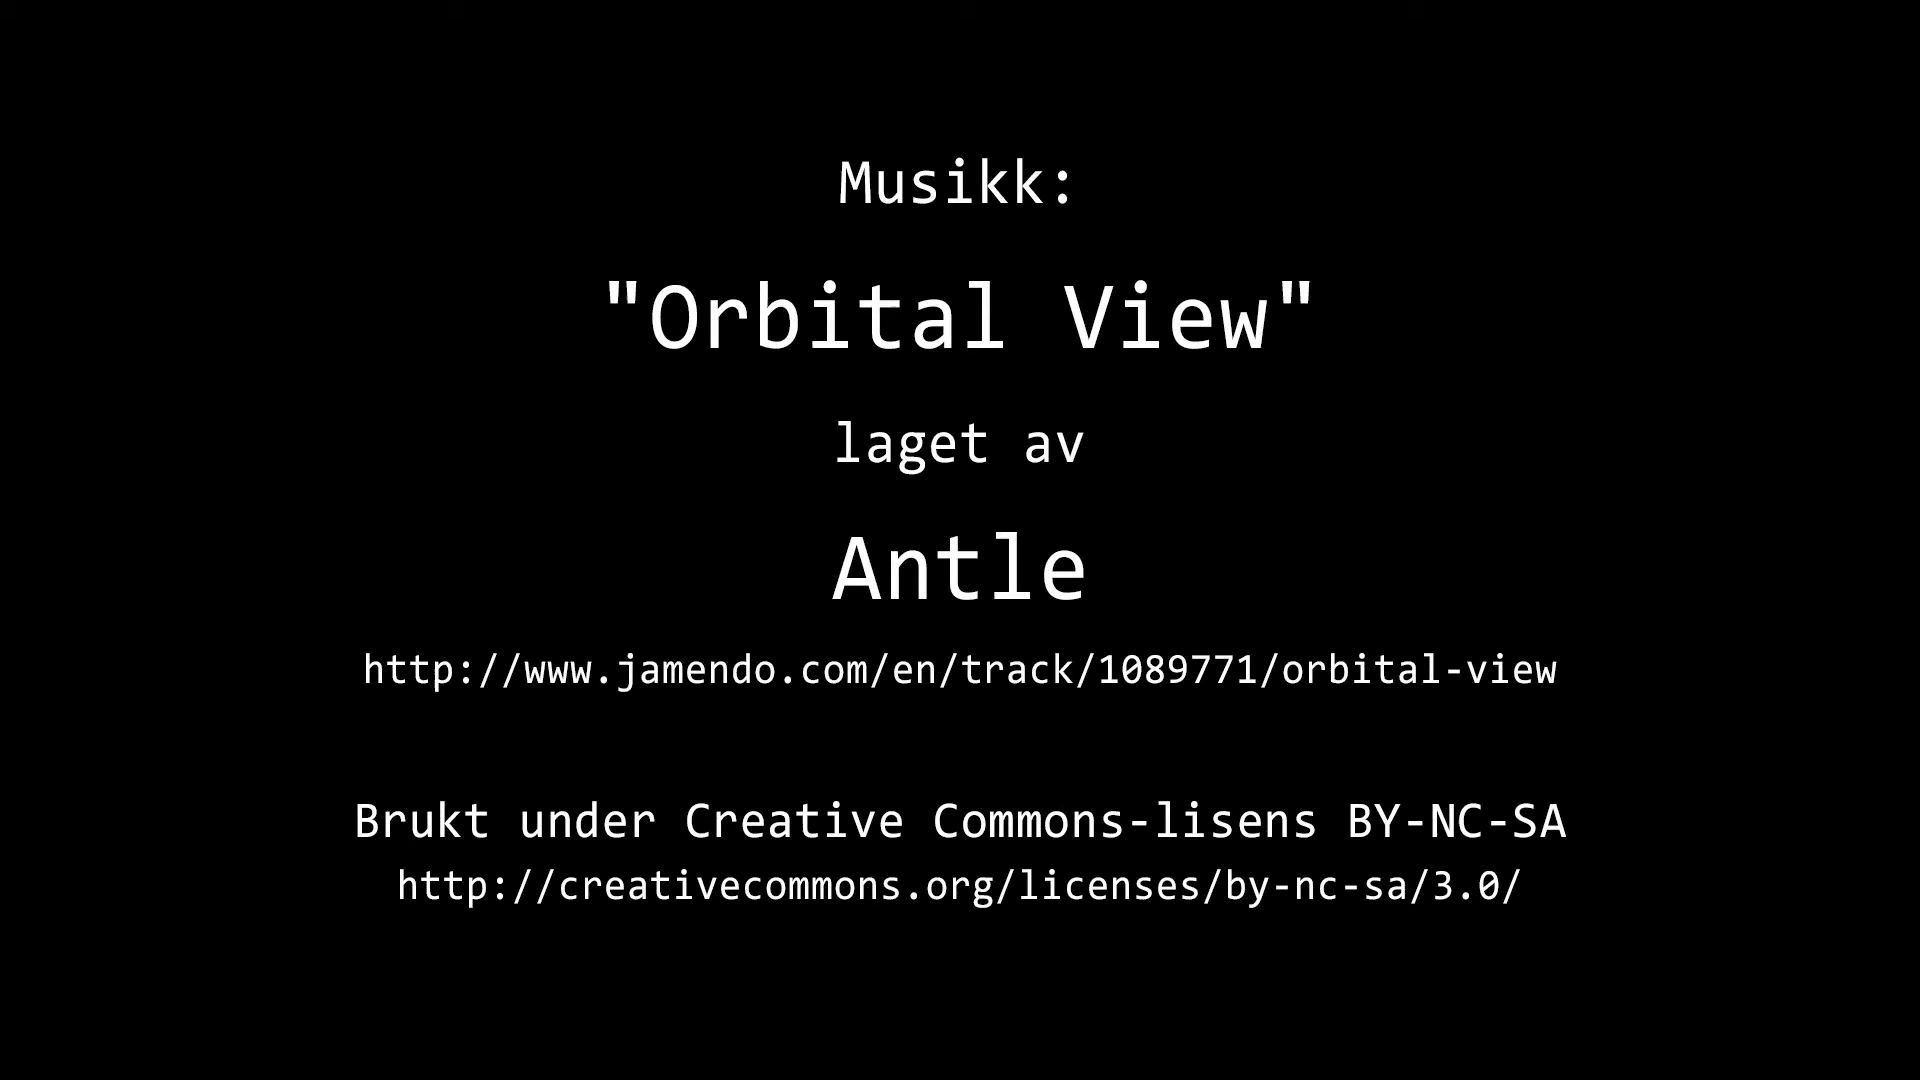 Musikk:
"Orbital View"
laget av
Antle
http://www.jamendo.com/en/track/1089771/orbital-view
Brukt under Creative Commons-lisens BY-NC-SA
http://creativecommons.org/licenses/by-nc-sa/3.0/